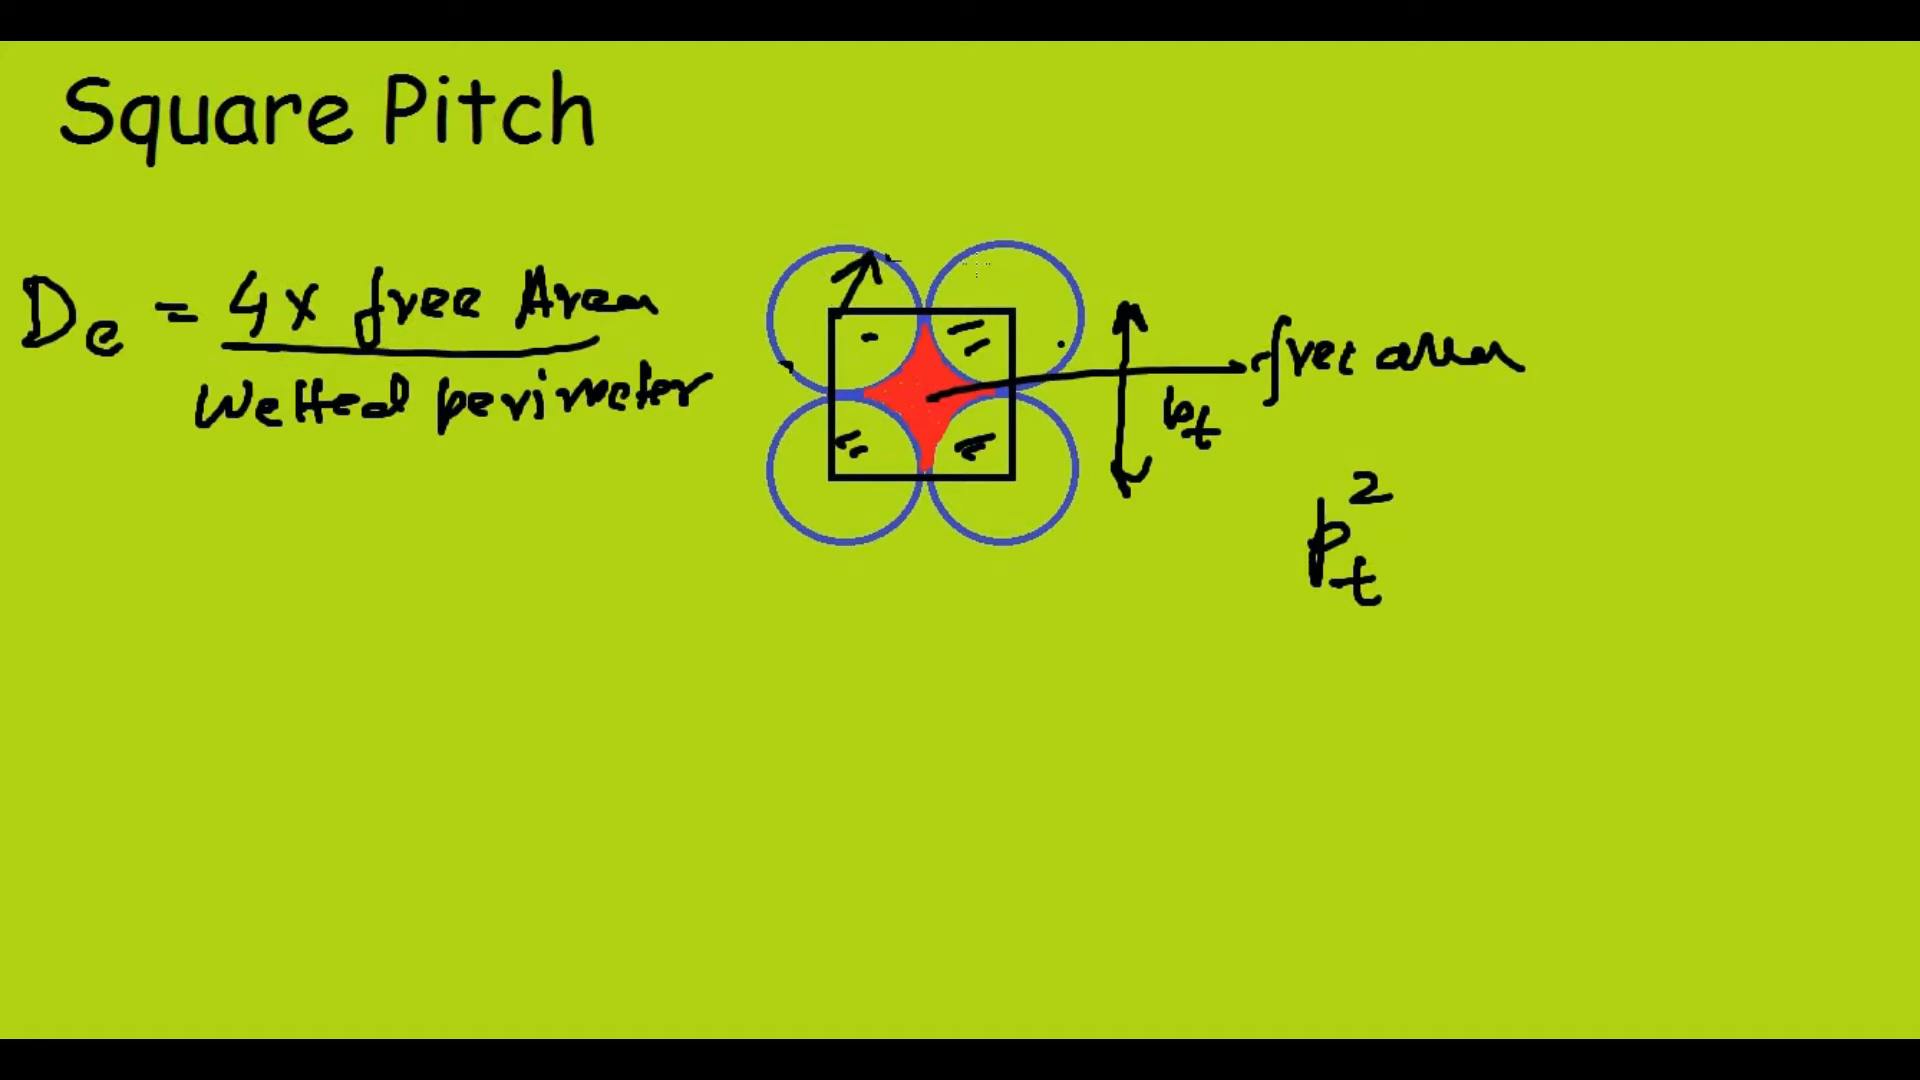 Square Pitch
De = 4 x free Area
Wetted perimeter
free area
Pt
Pt²